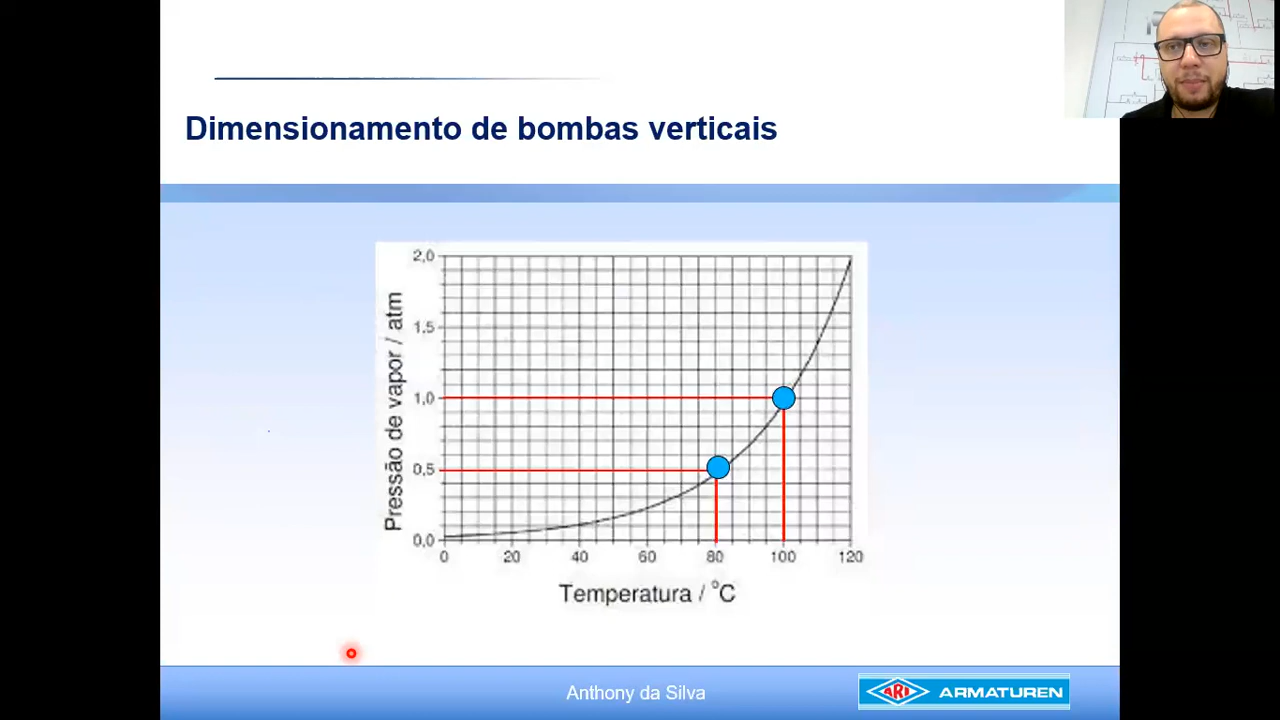 Dimensionamento de bombas verticais
Pressão de vapor / atm
2,0
1,5
1,0
0,5
0,0
0 20 40 60 80 100 120
Temperatura / °C
Anthony da Silva
ARI ARMATUREN